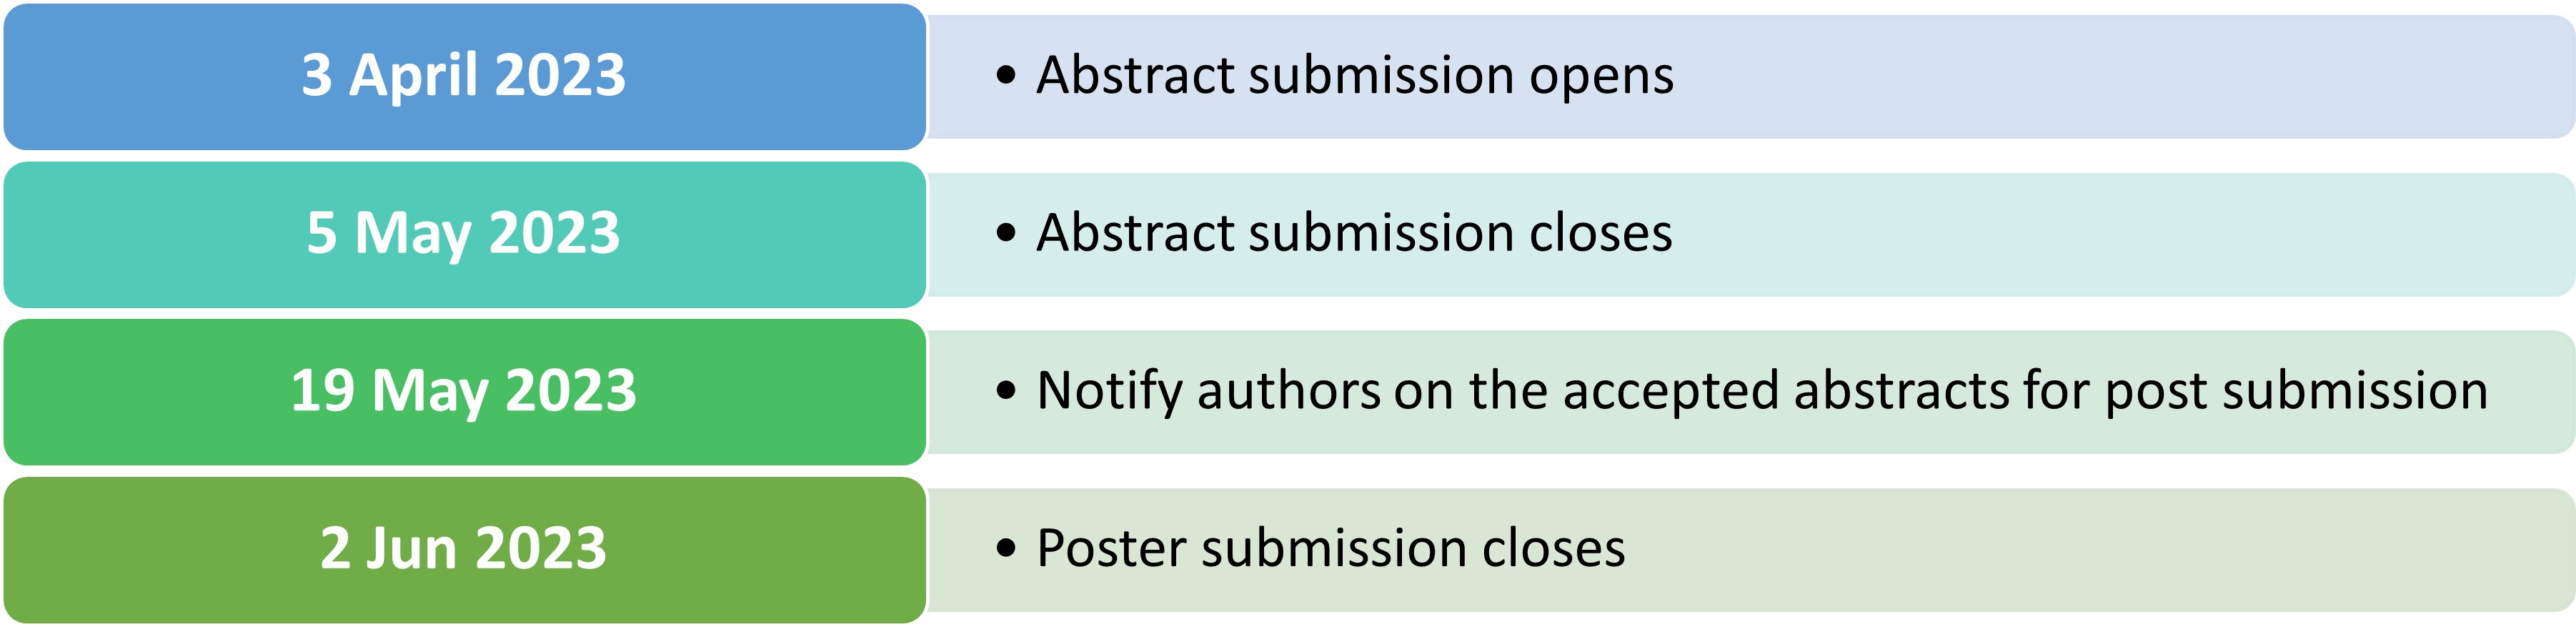 3 April 2023
• Abstract submission opens
5 May 2023
• Abstract submission closes
19 May 2023
• Notify authors on the accepted abstracts for post submission
2 Jun 2023
• Poster submission closes